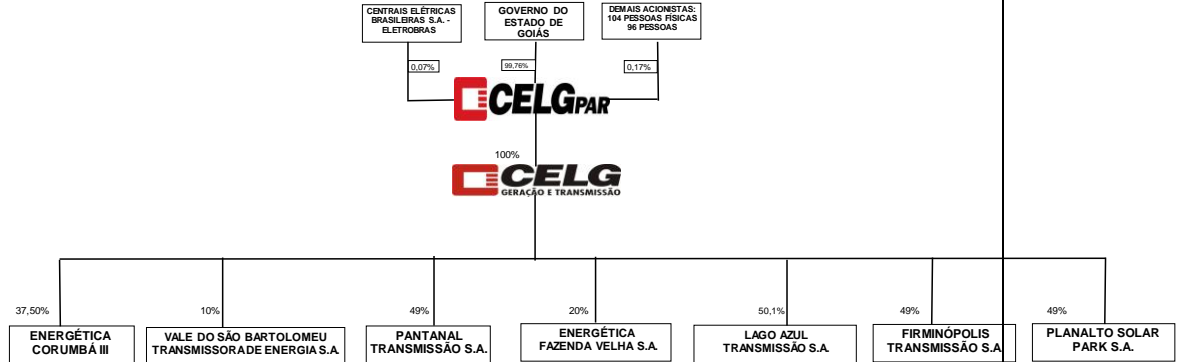 CENTRAIS ELÉTRICAS
BRASILEIRAS S.A. -
ELETROBRAS
GOVERNO DO
ESTADO DE
GOIÁS
DEMAIS ACIONISTAS:
104 PESSOAS FÍSICAS
96 PESSOAS
0,07%
99,76%
0,17%
CELGPAR
100%
CELG
GERAÇÃO E TRANSMISSÃO
37,50%
10%
49%
20%
50,1%
49%
49%
ENERGÉTICA
CORUMBÁ III
VALE DO SÃO BARTOLOMEU
TRANSMISSORA DE ENERGIA S.A.
PANTANAL
TRANSMISSÃO S.A.
ENERGÉTICA
FAZENDA VELHA S.A.
LAGO AZUL
TRANSMISSÃO S.A.
FIRMINÓPOLIS
TRANSMISSÃO S.A
PLANALTO SOLAR
PARK S.A.